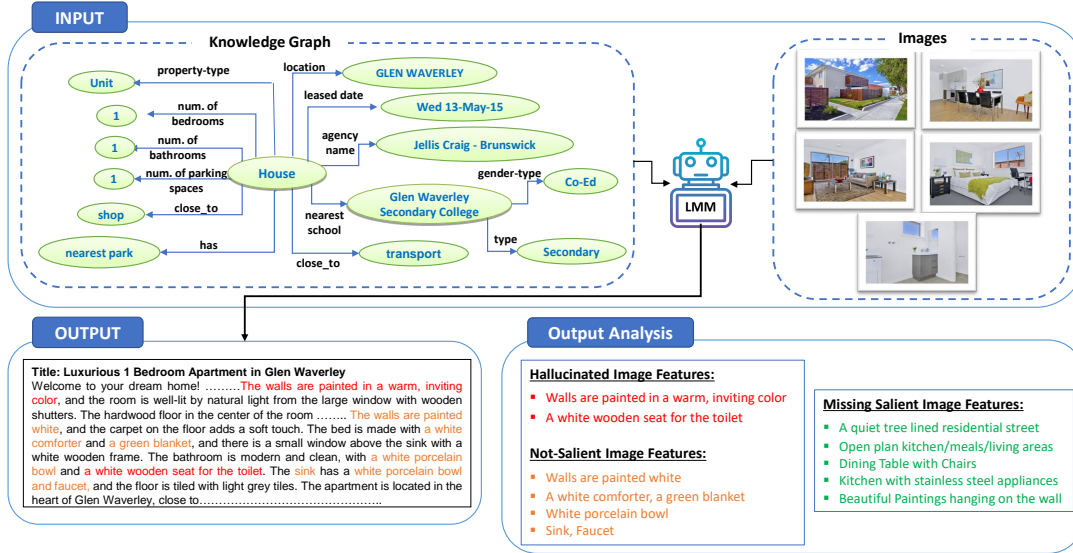 INPUT
Knowledge Graph
Images
property-type
Unit
num. of
bedrooms
1
num. of
bathrooms
1
num. of parking
spaces
1
close_to
shop
has
nearest park
House
location
GLEN WAVERLEY
leased date
Wed 13-May-15
agency
name
Jellis Craig - Brunswick
nearest
school
Glen Waverley
Secondary College
gender-type
Co-Ed
type
Secondary
close_to
transport
LMM
OUTPUT
Title: Luxurious 1 Bedroom Apartment in Glen Waverley
Welcome to your dream home! ………The walls are painted in a warm, inviting
color, and the room is well-lit by natural light from the large window with wooden
shutters. The hardwood floor in the center of the room …….. The walls are painted
white, and the carpet on the floor adds a soft touch. The bed is made with a white
comforter and a green blanket, and there is a small window above the sink with a
white wooden frame. The bathroom is modern and clean, with a white porcelain
bowl and a white wooden seat for the toilet. The sink has a white porcelain bowl
and faucet, and the floor is tiled with light grey tiles. The apartment is located in the
heart of Glen Waverley, close to…………………………………..
Output Analysis
Hallucinated Image Features:
▪ Walls are painted in a warm, inviting color
▪ A white wooden seat for the toilet
Not-Salient Image Features:
▪ Walls are painted white
▪ A white comforter, a green blanket
▪ White porcelain bowl
▪ Sink, Faucet
Missing Salient Image Features:
▪ A quiet tree lined residential street
▪ Open plan kitchen/meals/living areas
▪ Dining Table with Chairs
▪ Kitchen with stainless steel appliances
▪ Beautiful Paintings hanging on the wall